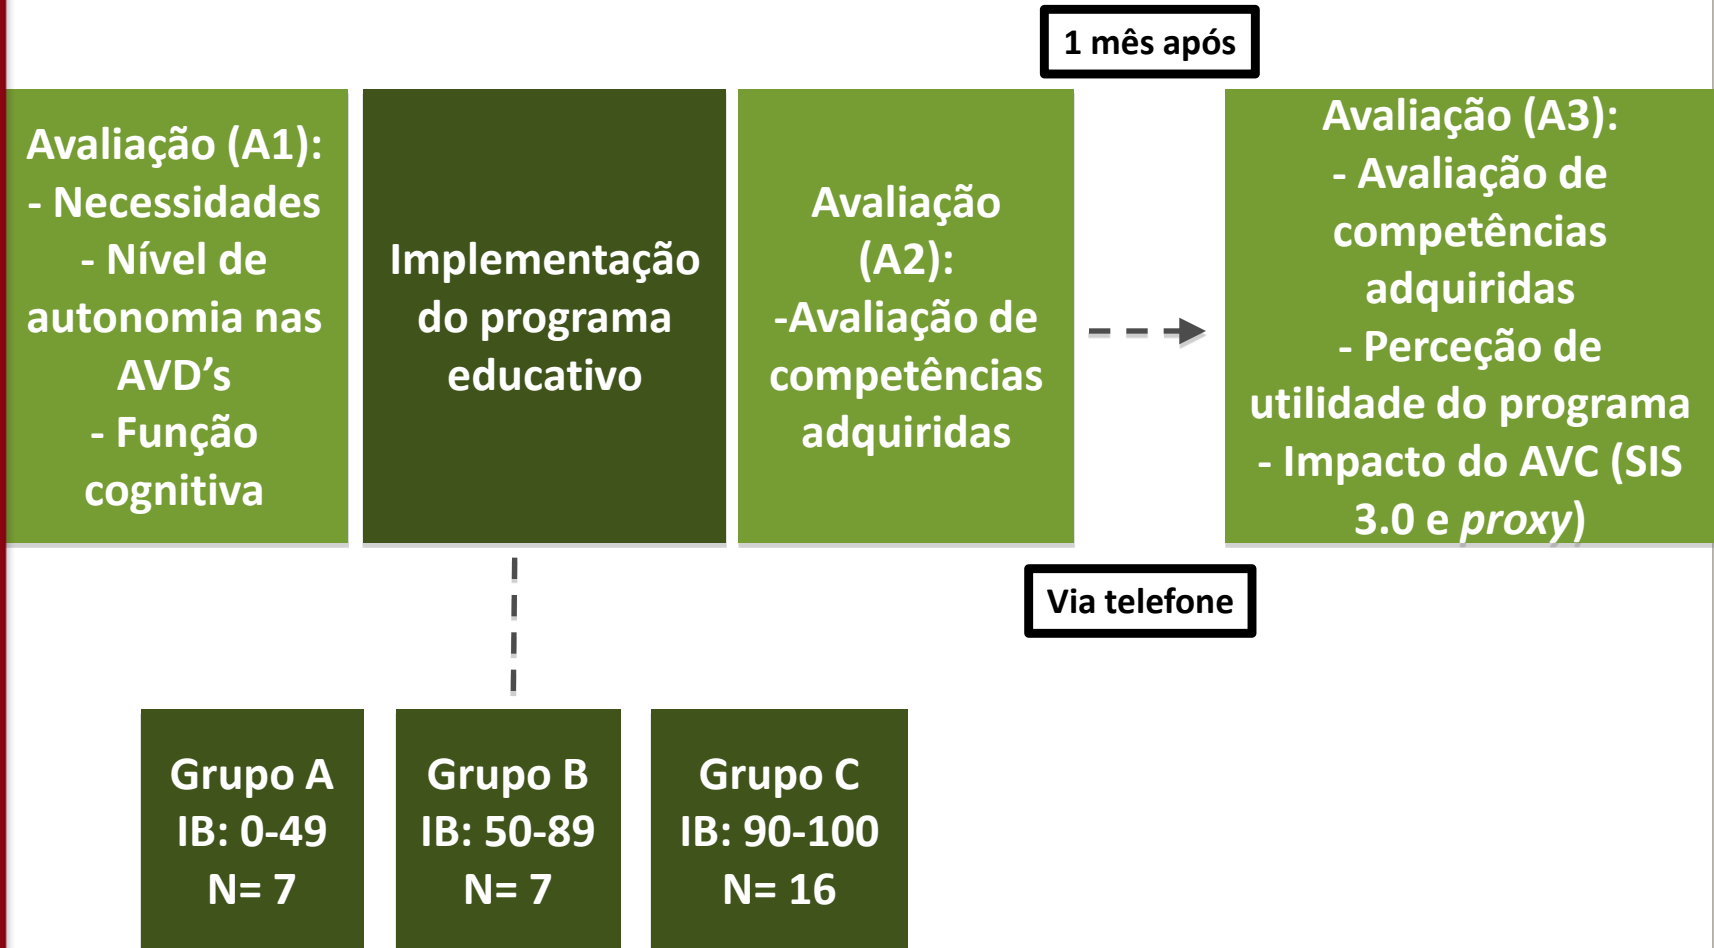 1 mês após
Avaliação (A1):
- Necessidades
- Nível de
autonomia nas
AVD’s
- Função
cognitiva
Implementação
do programa
educativo
Avaliação
(A2):
-Avaliação de
competências
adquiridas
Avaliação (A3):
- Avaliação de
competências
adquiridas
- Perceção de
utilidade do programa
- Impacto do AVC (SIS
3.0 e proxy)
Via telefone
Grupo A
IB: 0-49
N= 7
Grupo B
IB: 50-89
N= 7
Grupo C
IB: 90-100
N= 16